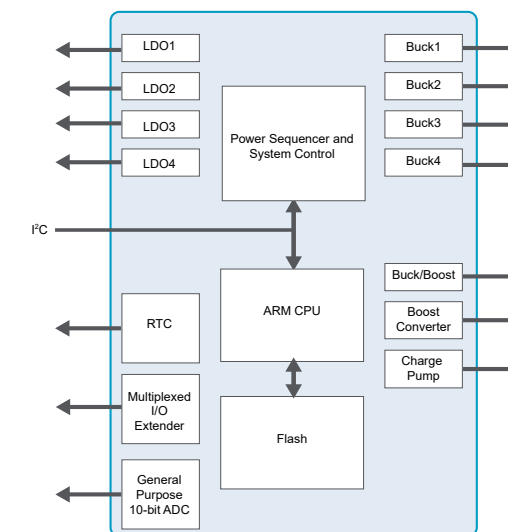 LDO1
LDO2
LDO3
LDO4
I²C
RTC
Multiplexed
I/O
Extender
General
Purpose
10-bit ADC
Power Sequencer and
System Control
ARM CPU
Flash
Buck1
Buck2
Buck3
Buck4
Buck/Boost
Boost
Converter
Charge
Pump